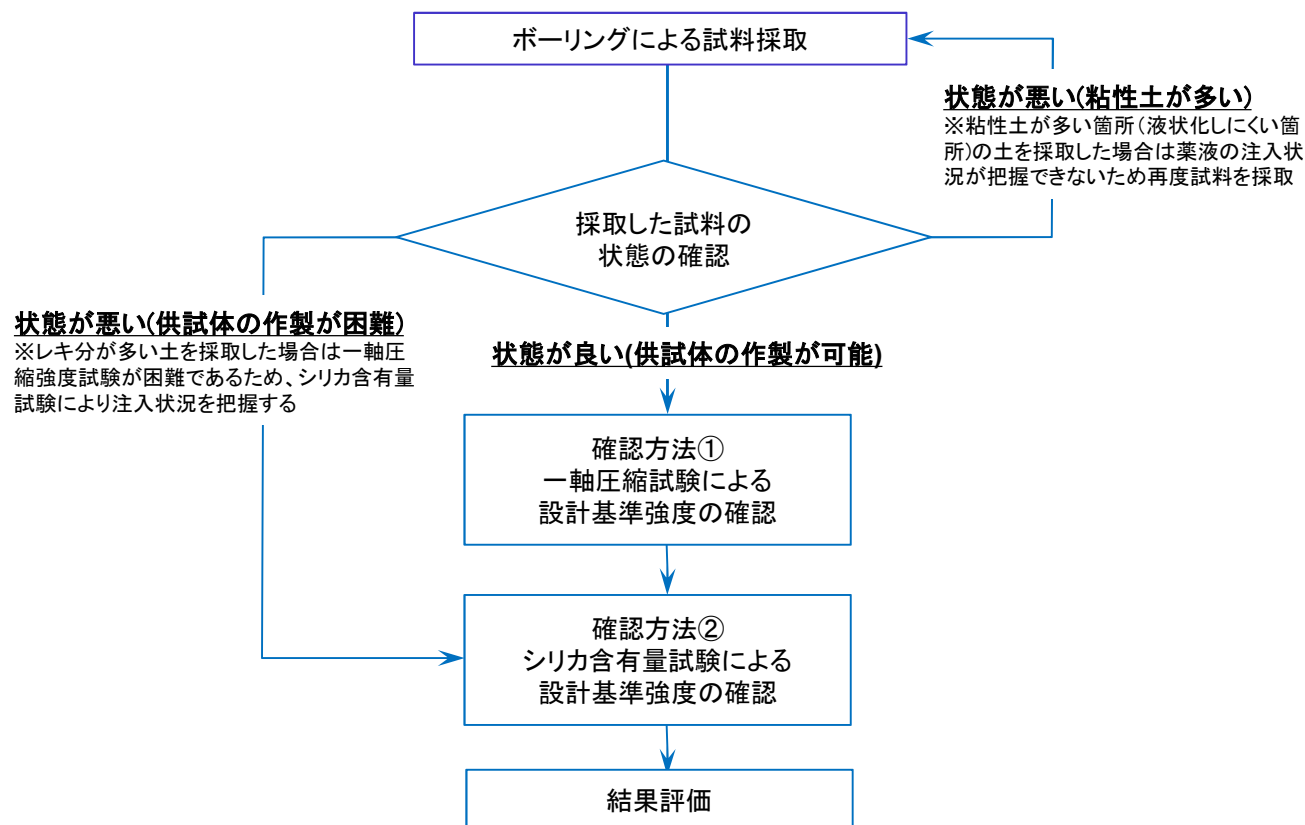 ボーリングによる試料採取
状態が悪い(粘性土が多い)
※粘性土が多い箇所(液状化しにくい箇
所)の土を採取した場合は薬液の注入状
況が把握できないため再度試料を採取
採取した試料の
状態の確認
状態が悪い(供試体の作製が困難)
※レキ分が多い土を採取した場合は一軸圧
縮強度試験が困難であるため、シリカ含有量
試験により注入状況を把握する
状態が良い(供試体の作製が可能)
確認方法①
一軸圧縮試験による
設計基準強度の確認
確認方法②
シリカ含有量試験による
設計基準強度の確認
結果評価